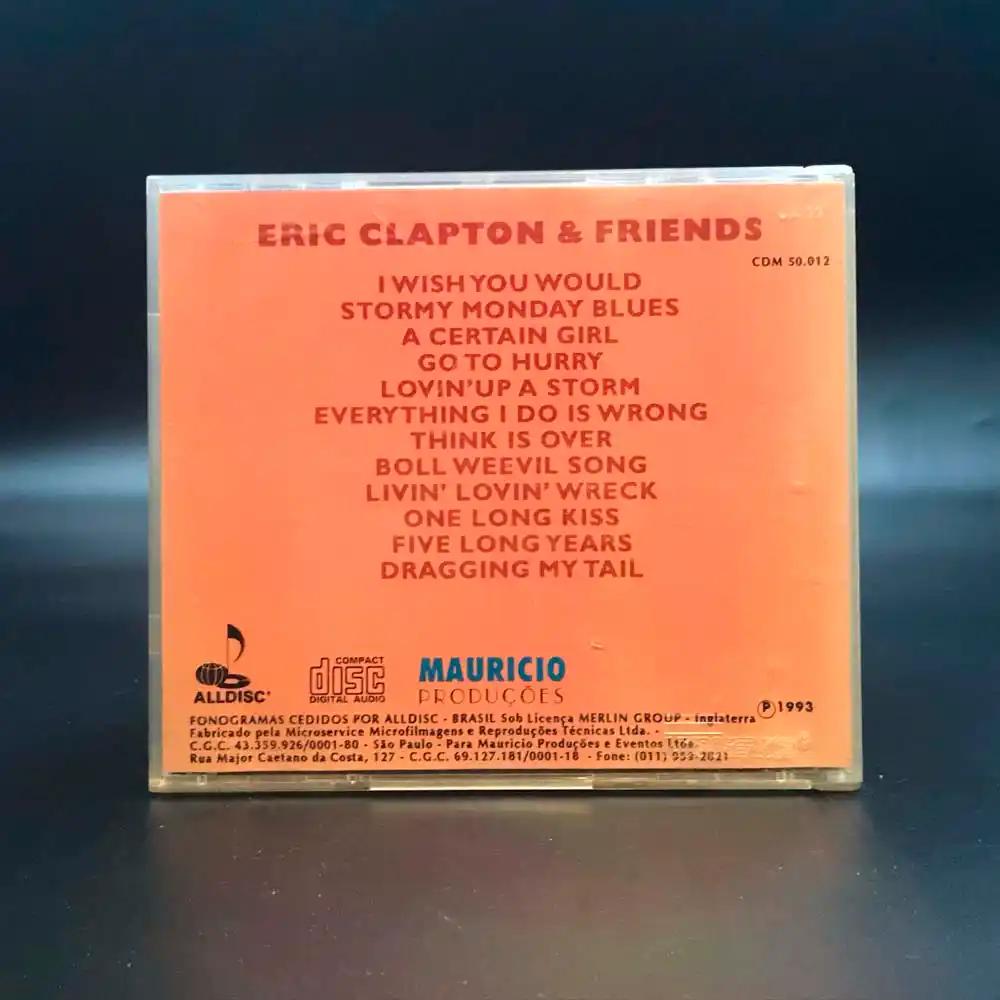 ERIC CLAPTON & FRIENDS
CDM 50.012
I WISH YOU WOULD
STORMY MONDAY BLUES
A CERTAIN GIRL
GO TO HURRY
LOVIN' UP A STORM
EVERYTHING I DO IS WRONG
THINK IS OVER
BOLL WEEVIL SONG
LIVIN' LOVIN' WRECK
ONE LONG KISS
FIVE LONG YEARS
DRAGGING MY TAIL
ALLDISC
COMPACT
disc
DIGITAL AUDIO
MAURICIO
PRODUÇÕES
P 1993
FONOGRAMAS CEDIDOS POR ALLDISC - BRASIL Sob Licença MERLIN GROUP - Inglaterra
Fabricado pela Microservice Microfilmagens e Reproduções Técnicas Ltda. -
C.G.C. 43.359.926/0001-80 - São Paulo - Para Mauricio Produções e Eventos Ltda.
Rua Major Caetano da Costa, 127 - C.G.C. 69.127.181/0001-18 - Fone: (011)